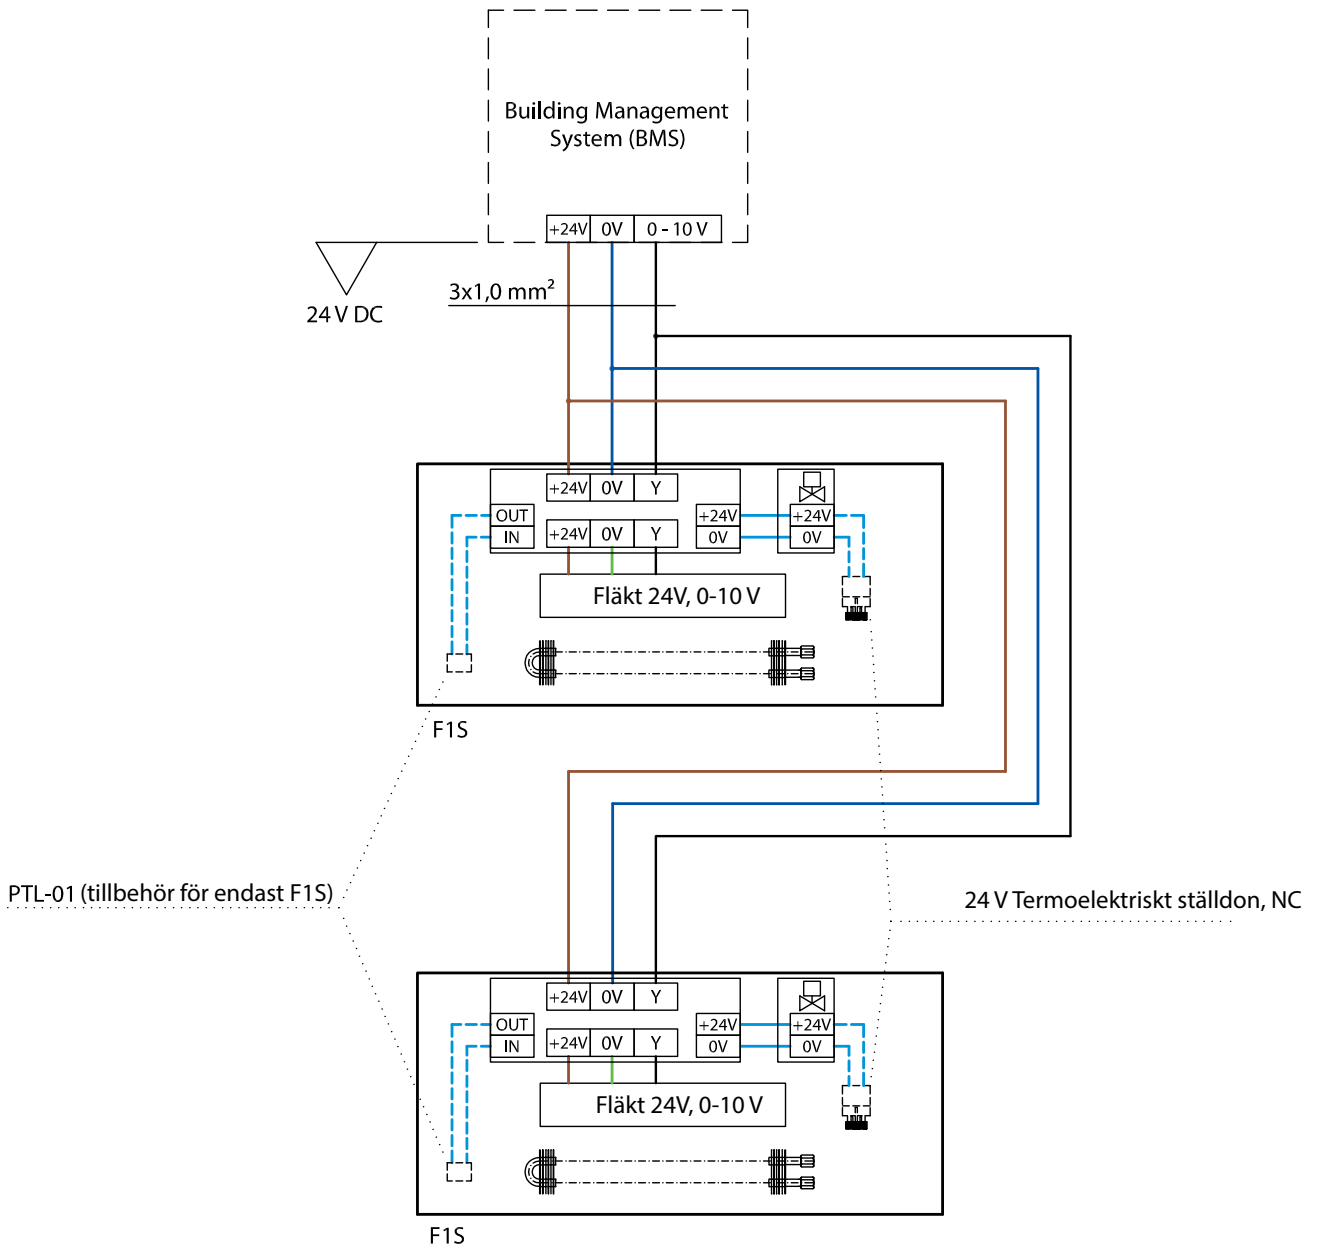 Building Management
System (BMS)
+24V 0V 0 - 10 V
24 V DC
3x1,0 mm²
+24V 0V Y
OUT
IN
+24V 0V Y
+24V
0V
+24V
0V
Fläkt 24V, 0-10 V
F1S
PTL-01 (tillbehör för endast F1S)
24 V Termoelektriskt ställdon, NC
+24V 0V Y
OUT
IN
+24V 0V Y
+24V
0V
+24V
0V
Fläkt 24V, 0-10 V
F1S